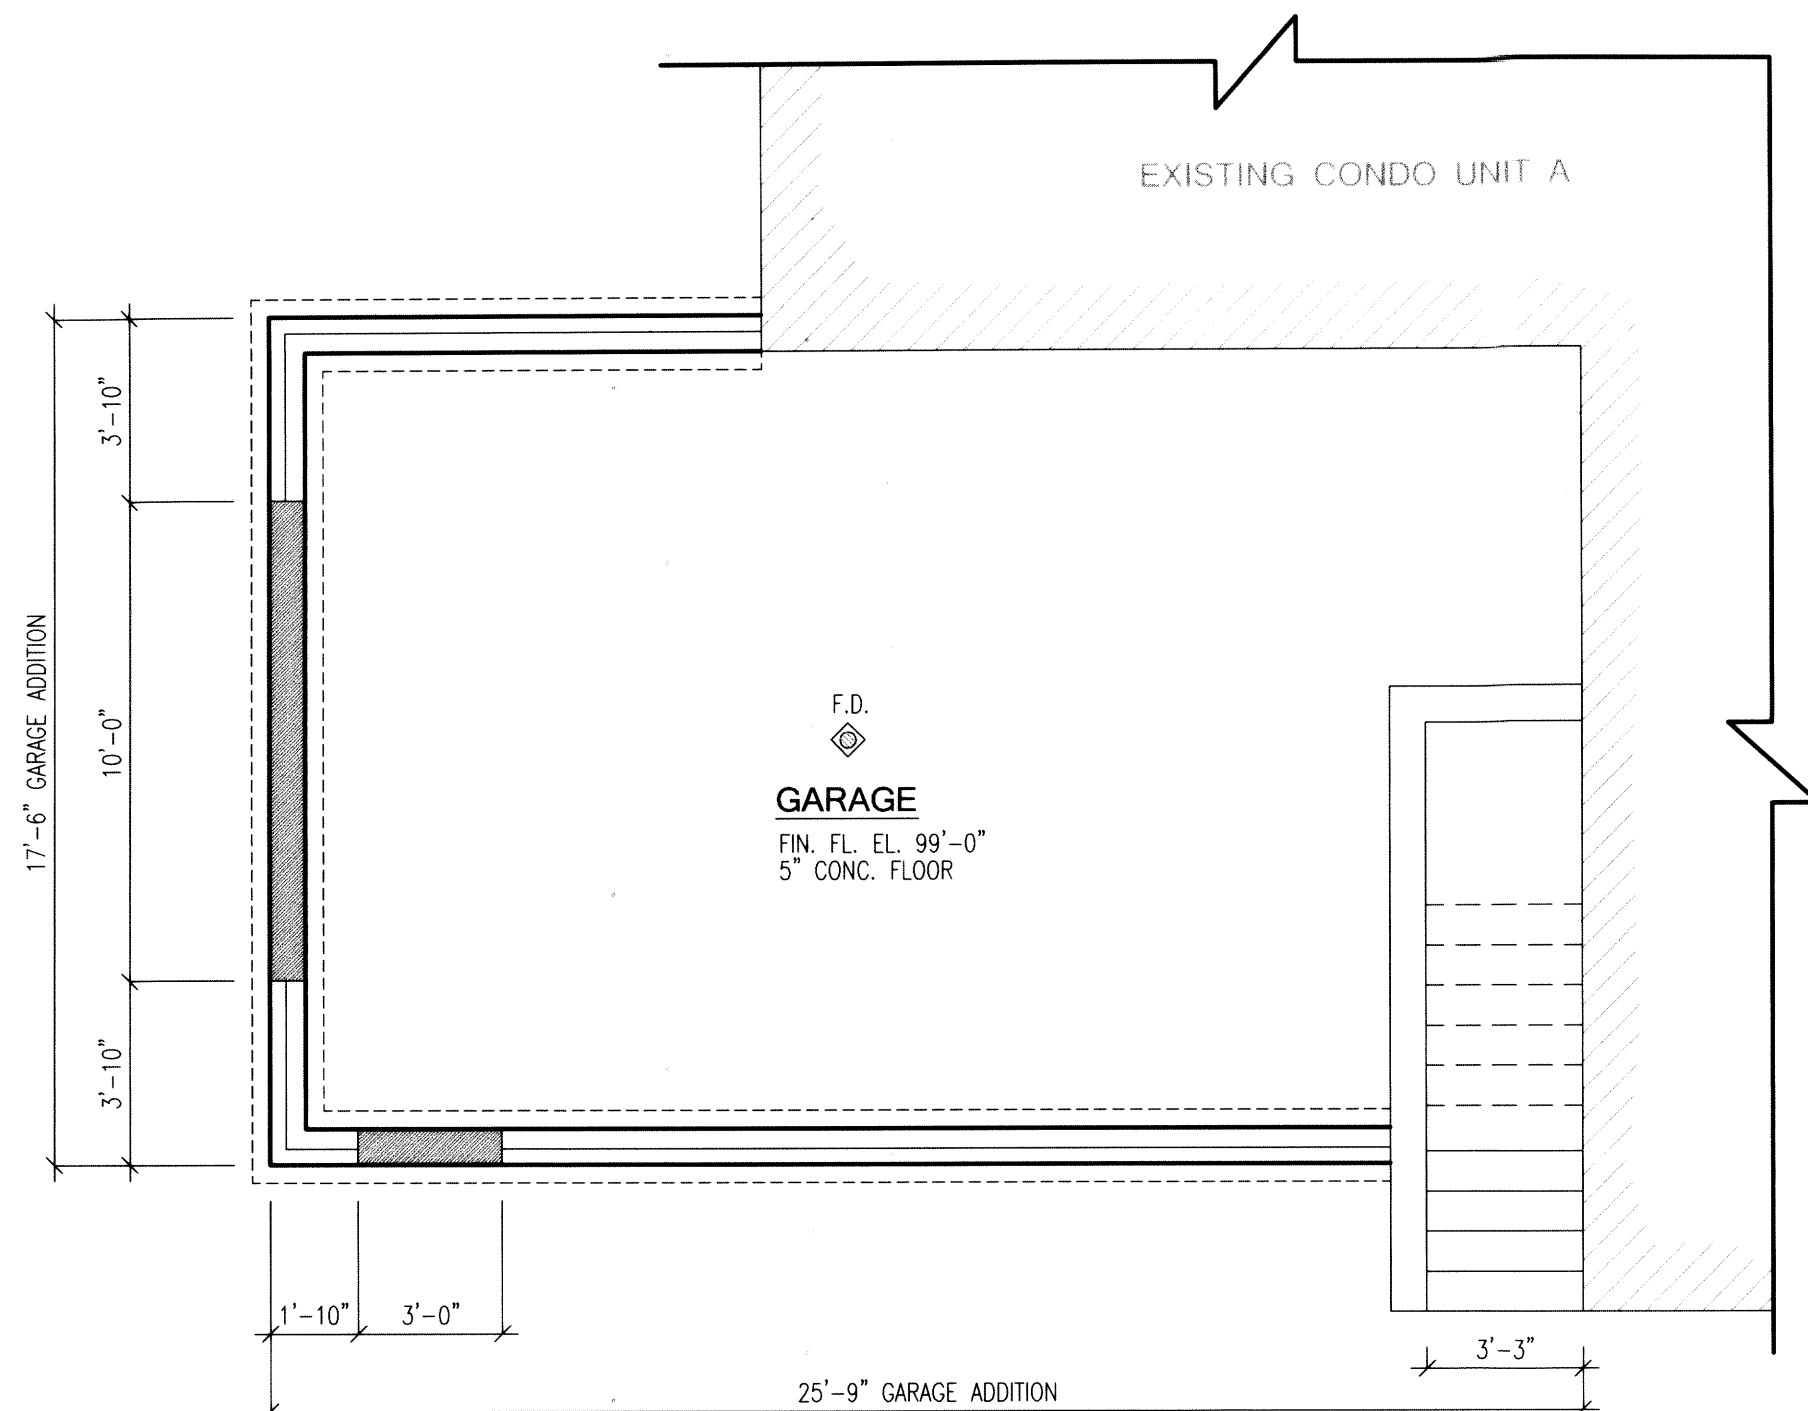 EXISTING CONDO UNIT A
3'-10"
17'-6" GARAGE ADDITION
10'-0"
F.D.
GARAGE
FIN. FL. EL. 99'-0"
5" CONC. FLOOR
3'-10"
1'-10"
3'-0"
3'-3"
25'-9" GARAGE ADDITION